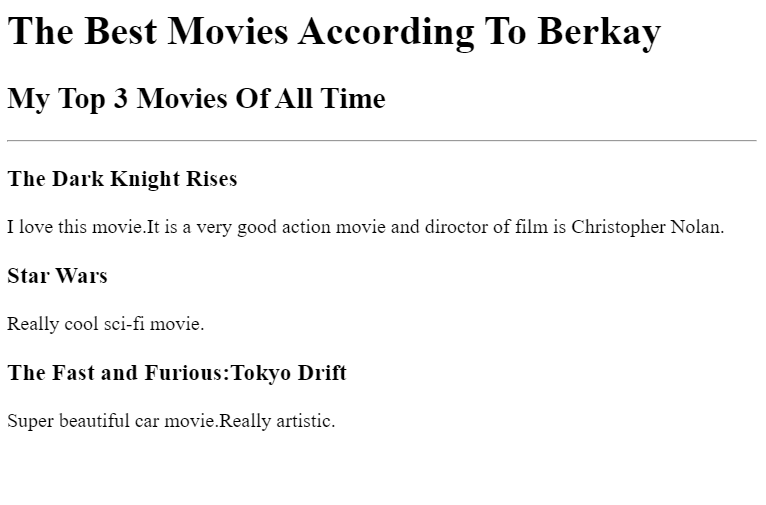 The Best Movies According To Berkay
My Top 3 Movies Of All Time
The Dark Knight Rises
I love this movie.It is a very good action movie and diroctor of film is Christopher Nolan.
Star Wars
Really cool sci-fi movie.
The Fast and Furious:Tokyo Drift
Super beautiful car movie.Really artistic.